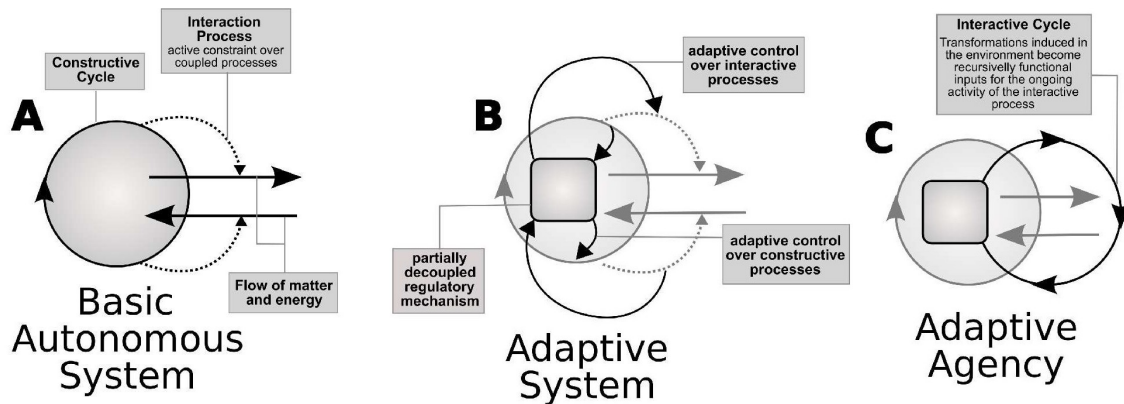 A
Constructive
Cycle
Interaction
Process
active constraint over
coupled processes
Flow of matter
and energy
Basic
Autonomous
System
B
adaptive control
over interactive
processes
partially
decoupled
regulatory
mechanism
adaptive control
over constructive
processes
Adaptive
System
C
Interactive Cycle
Transformations induced in
the environment become
recursivelly functional
inputs for the ongoing
activity of the interactive
process
Adaptive
Agency